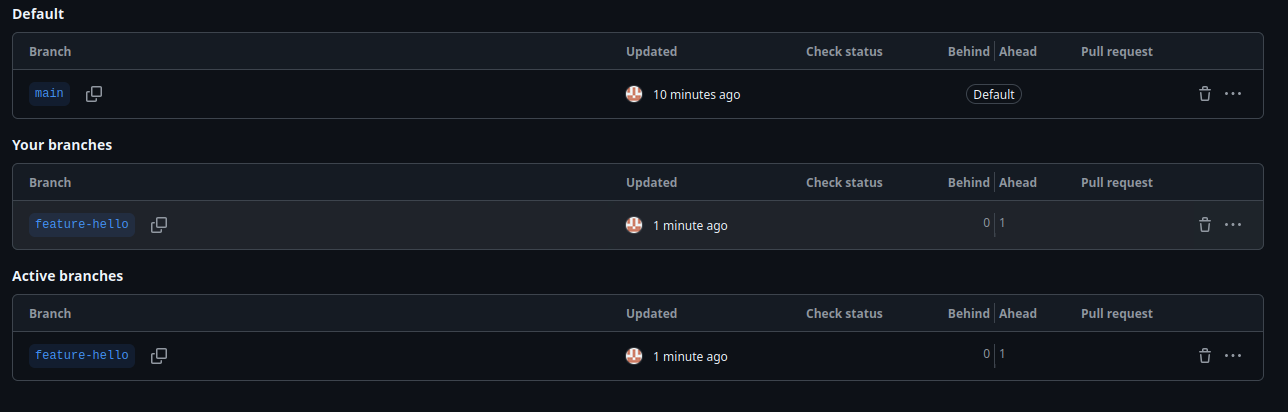 Default
Branch Updated Check status Behind Ahead Pull request
main 10 minutes ago Default
Your branches
Branch Updated Check status Behind Ahead Pull request
feature-hello 1 minute ago 0 1
Active branches
Branch Updated Check status Behind Ahead Pull request
feature-hello 1 minute ago 0 1